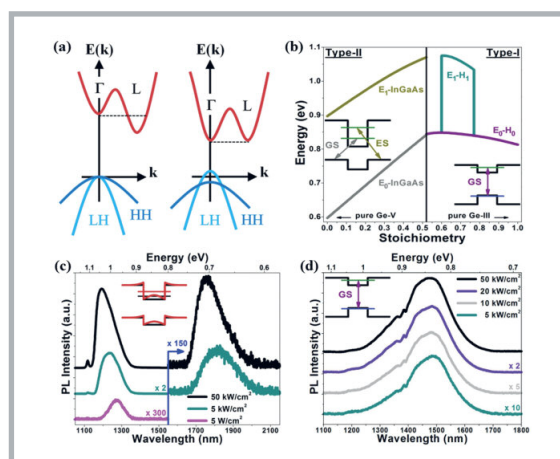 (a)
E(k)
E(k)
Γ
L
Γ
L
k
k
LH
HH
LH
HH
(b)
Type-II
Type-I
1.1
1.0
0.9
0.8
0.7
0.6
Energy (ev)
E₁-InGaAs
E₁-H₁
E₀-H₀
GS
ES
E₀-InGaAs
GS
pure Ge-V
pure Ge-III
0.0 0.1 0.2 0.3 0.4 0.5 0.6 0.7 0.8 0.9 1.0
Stoichiometry
(c)
Energy (eV)
1,1 1 0,9 0,8 0,7 0,6
PL Intensity (a.u.)
x 150
x 2
x 300
50 kW/cm²
5 kW/cm²
5 W/cm²
1100 1300 1500 1700 1900 2100
Wavelength (nm)
(d)
Energy (eV)
1,1 1,0 0,9 0,8 0,7
PL Intensity (a.u.)
GS
50 kW/cm²
20 kW/cm²
10 kW/cm²
5 kW/cm²
x 2
x 5
x 10
1100 1200 1300 1400 1500 1600 1700 1800
Wavelength (nm)